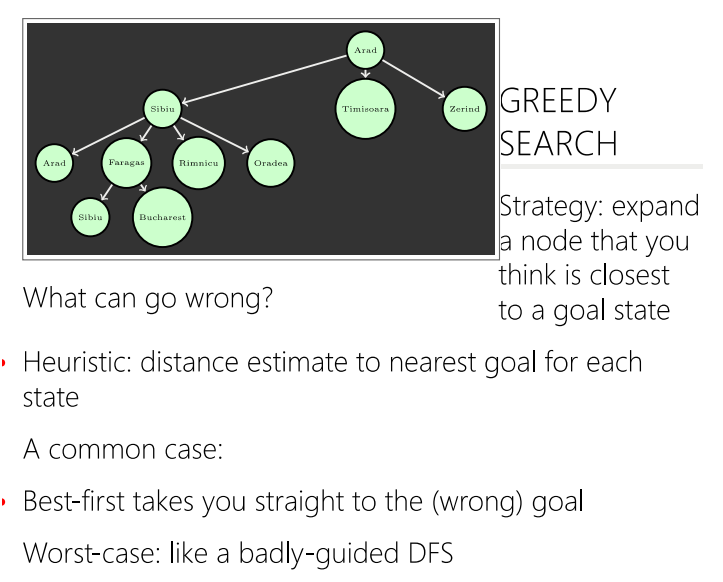 Arad
Sibiu
Timisoara
Zerind
Arad
Faragas
Rimnicu
Oradea
Sibiu
Bucharest
GREEDY
SEARCH
Strategy: expand
a node that you
think is closest
to a goal state
What can go wrong?
Heuristic: distance estimate to nearest goal for each
state
A common case:
Best-first takes you straight to the (wrong) goal
Worst-case: like a badly-guided DFS